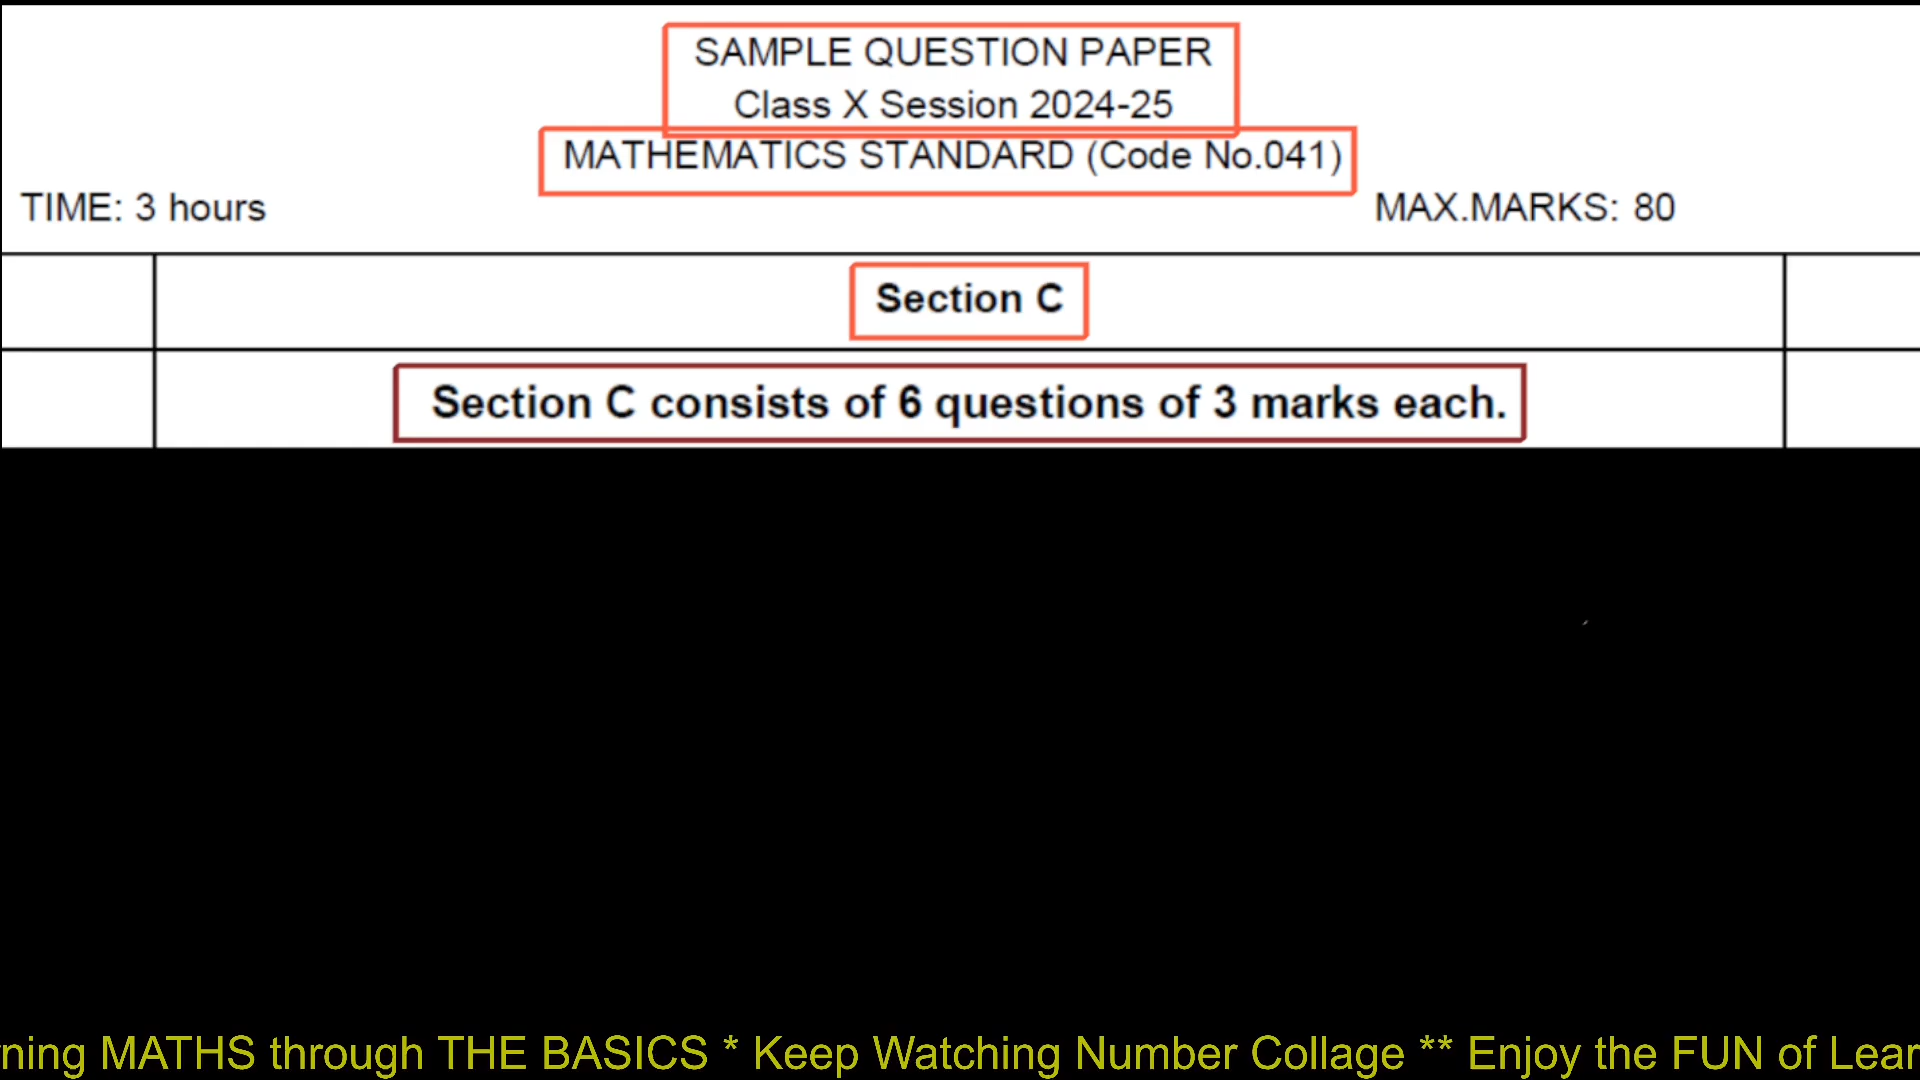 SAMPLE QUESTION PAPER
Class X Session 2024-25
MATHEMATICS STANDARD (Code No.041)
TIME: 3 hours
MAX.MARKS: 80
Section C
Section C consists of 6 questions of 3 marks each.
ning MATHS through THE BASICS * Keep Watching Number Collage ** Enjoy the FUN of Lear